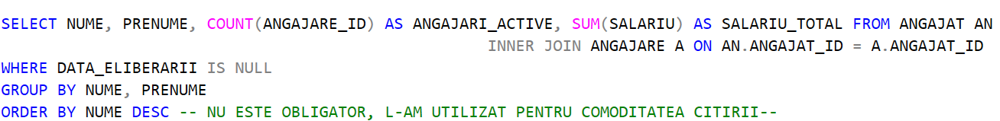 SELECT NUME, PRENUME, COUNT(ANGAJARE_ID) AS ANGAJARI_ACTIVE, SUM(SALARIU) AS SALARIU_TOTAL FROM ANGAJAT AN
INNER JOIN ANGAJARE A ON AN.ANGAJAT_ID = A.ANGAJAT_ID
WHERE DATA_ELIBERARII IS NULL
GROUP BY NUME, PRENUME
ORDER BY NUME DESC -- NU ESTE OBLIGATOR, L-AM UTILIZAT PENTRU COMODITATEA CITIRII--